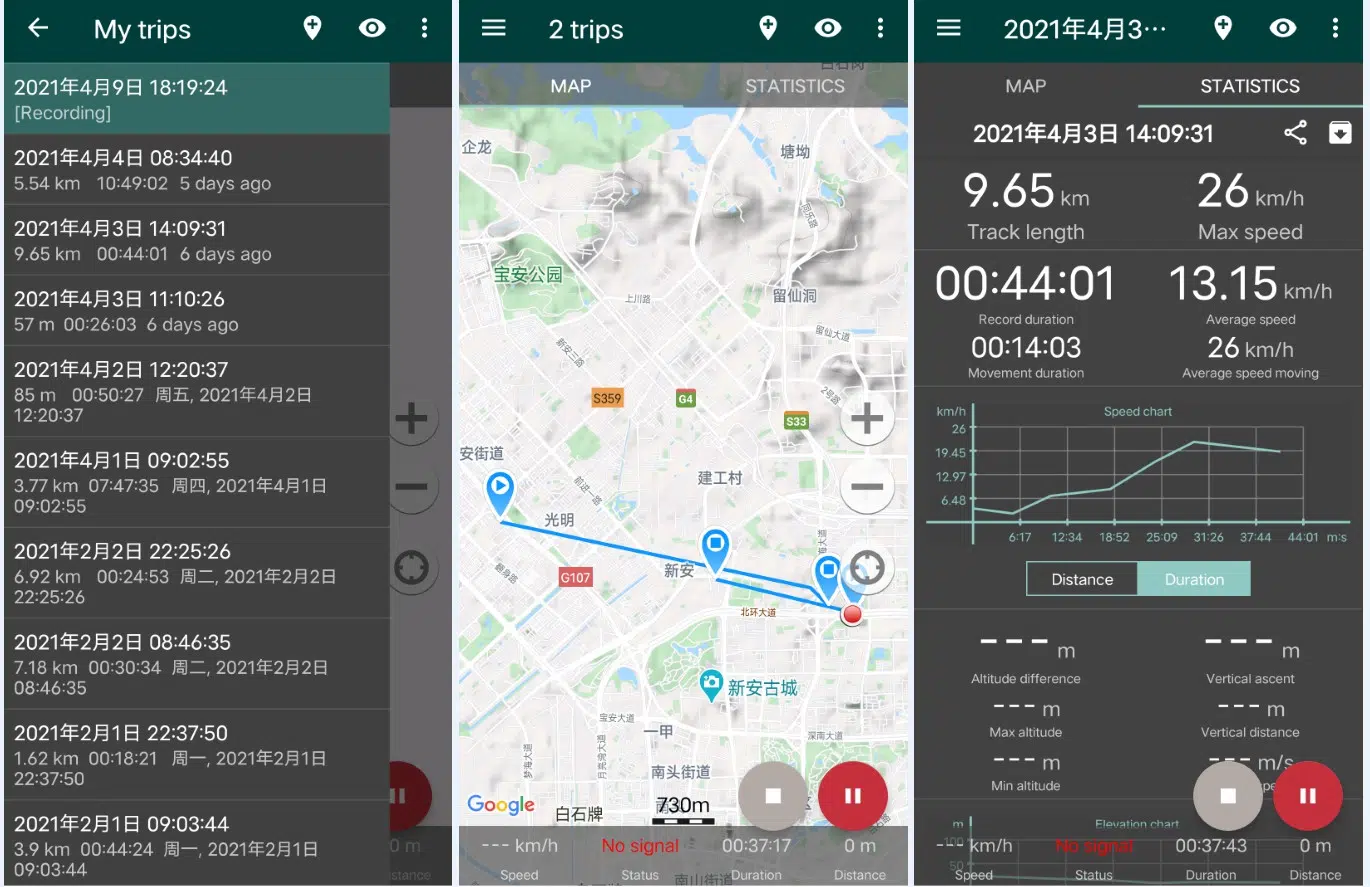 My trips
2021年4月9日 18:19:24
[Recording]
2021年4月4日 08:34:40
5.54 km 10:49:02 5 days ago
2021年4月3日 14:09:31
9.65 km 00:44:01 6 days ago
2021年4月3日 11:10:26
57 m 00:26:03 6 days ago
2021年4月2日 12:20:37
85 m 00:50:27 周五, 2021年4月2日
12:20:37
2021年4月1日 09:02:55
3.77 km 07:47:35 周四, 2021年4月1日
09:02:55
2021年2月2日 22:25:26
6.92 km 00:24:53 周二, 2021年2月2日
22:25:26
2021年2月2日 08:46:35
7.18 km 00:30:34 周二, 2021年2月2日
08:46:35
2021年2月1日 22:37:50
1.62 km 00:18:21 周一, 2021年2月1日
22:37:50
2021年2月1日 09:03:44
3.9 km 00:44:24 周一, 2021年2月1日
09:03:44
0 m
stance
2 trips
MAP STATISTICS
企龙
塘坳
同乐路
宝安公园
上川路
留仙洞
留仙大道
新安三路
S359
G4
2号路
S33
安街道
建工村
前进一路
光明
新安
G107
北环大道
新安古城
宝安大道
一甲
深南大道
梦海大道
月亮湾大道
南头街道
Google
白石牌
730m
区
南山大道
--- km/h No signal 00:37:17 0 m
Speed Status Duration Distance
2021年4月3…
MAP STATISTICS
2021年4月3日 14:09:31
9.65 km 26 km/h
Track length Max speed
00:44:01 13.15 km/h
Record duration Average speed
00:14:03 26 km/h
Movement duration Average speed moving
km/h Speed chart
26
19.45
12.97
6.48
6:17 12:34 18:52 25:09 31:26 37:44 44:01 m:s
Distance Duration
--- m --- m
Altitude difference Vertical ascent
--- m --- m
Max altitude Vertical distance
--- m --- m/s
Min altitude
m Elevation chart
100
50
--- km/h No signal 00:37:43 0 m
Speed Status Duration Distance